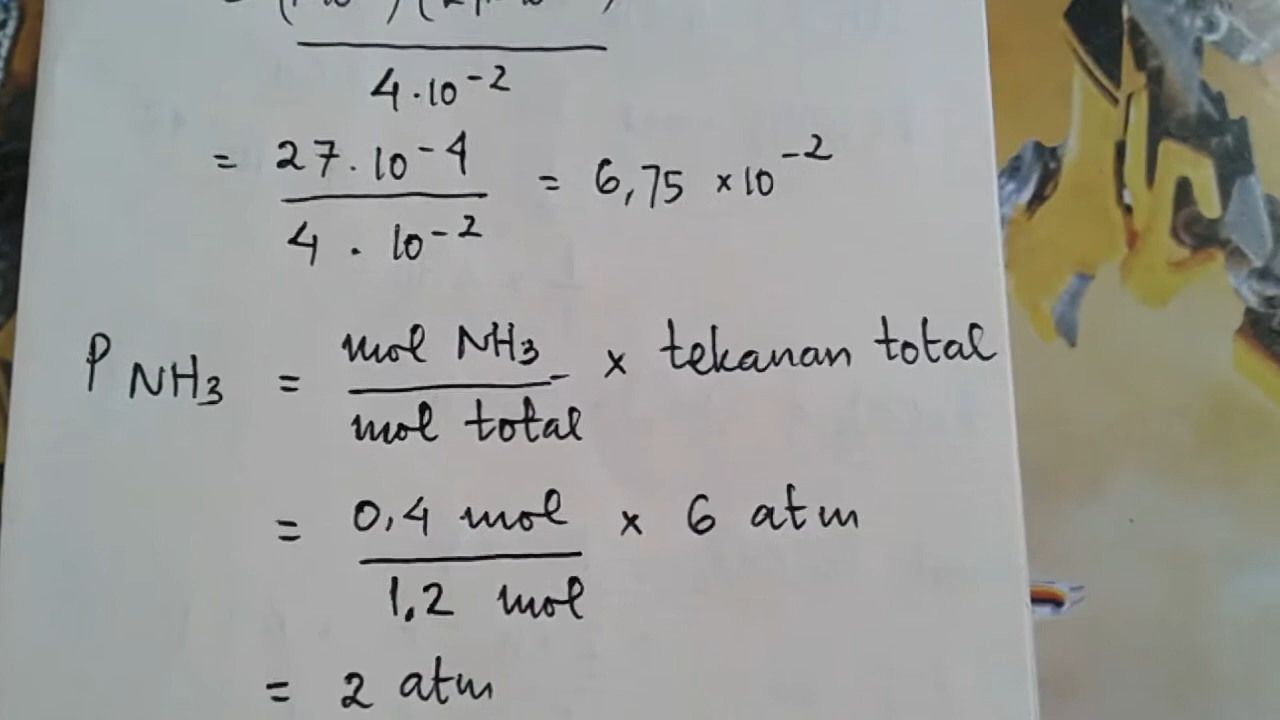 4.10⁻²
= 27.10⁻⁴ / 4 . 10⁻² = 6,75 ×10⁻²
P NH₃ = mol NH₃ / mol total × tekanan total
= 0,4 mol / 1,2 mol × 6 atm
= 2 atm